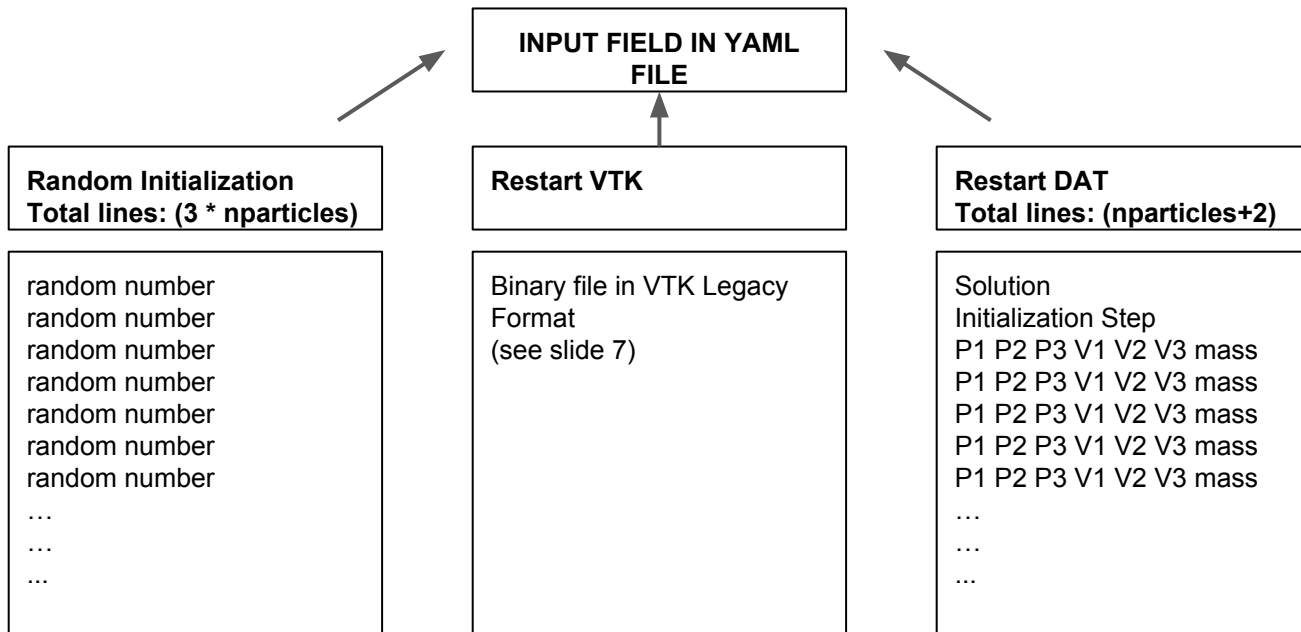 INPUT FIELD IN YAML
FILE
Random Initialization
Total lines: (3 * nparticles)
random number
random number
random number
random number
random number
random number
random number
…
…
...
Restart VTK
Binary file in VTK Legacy
Format
(see slide 7)
Restart DAT
Total lines: (nparticles+2)
Solution
Initialization Step
P1 P2 P3 V1 V2 V3 mass
P1 P2 P3 V1 V2 V3 mass
P1 P2 P3 V1 V2 V3 mass
P1 P2 P3 V1 V2 V3 mass
P1 P2 P3 V1 V2 V3 mass
…
…
...